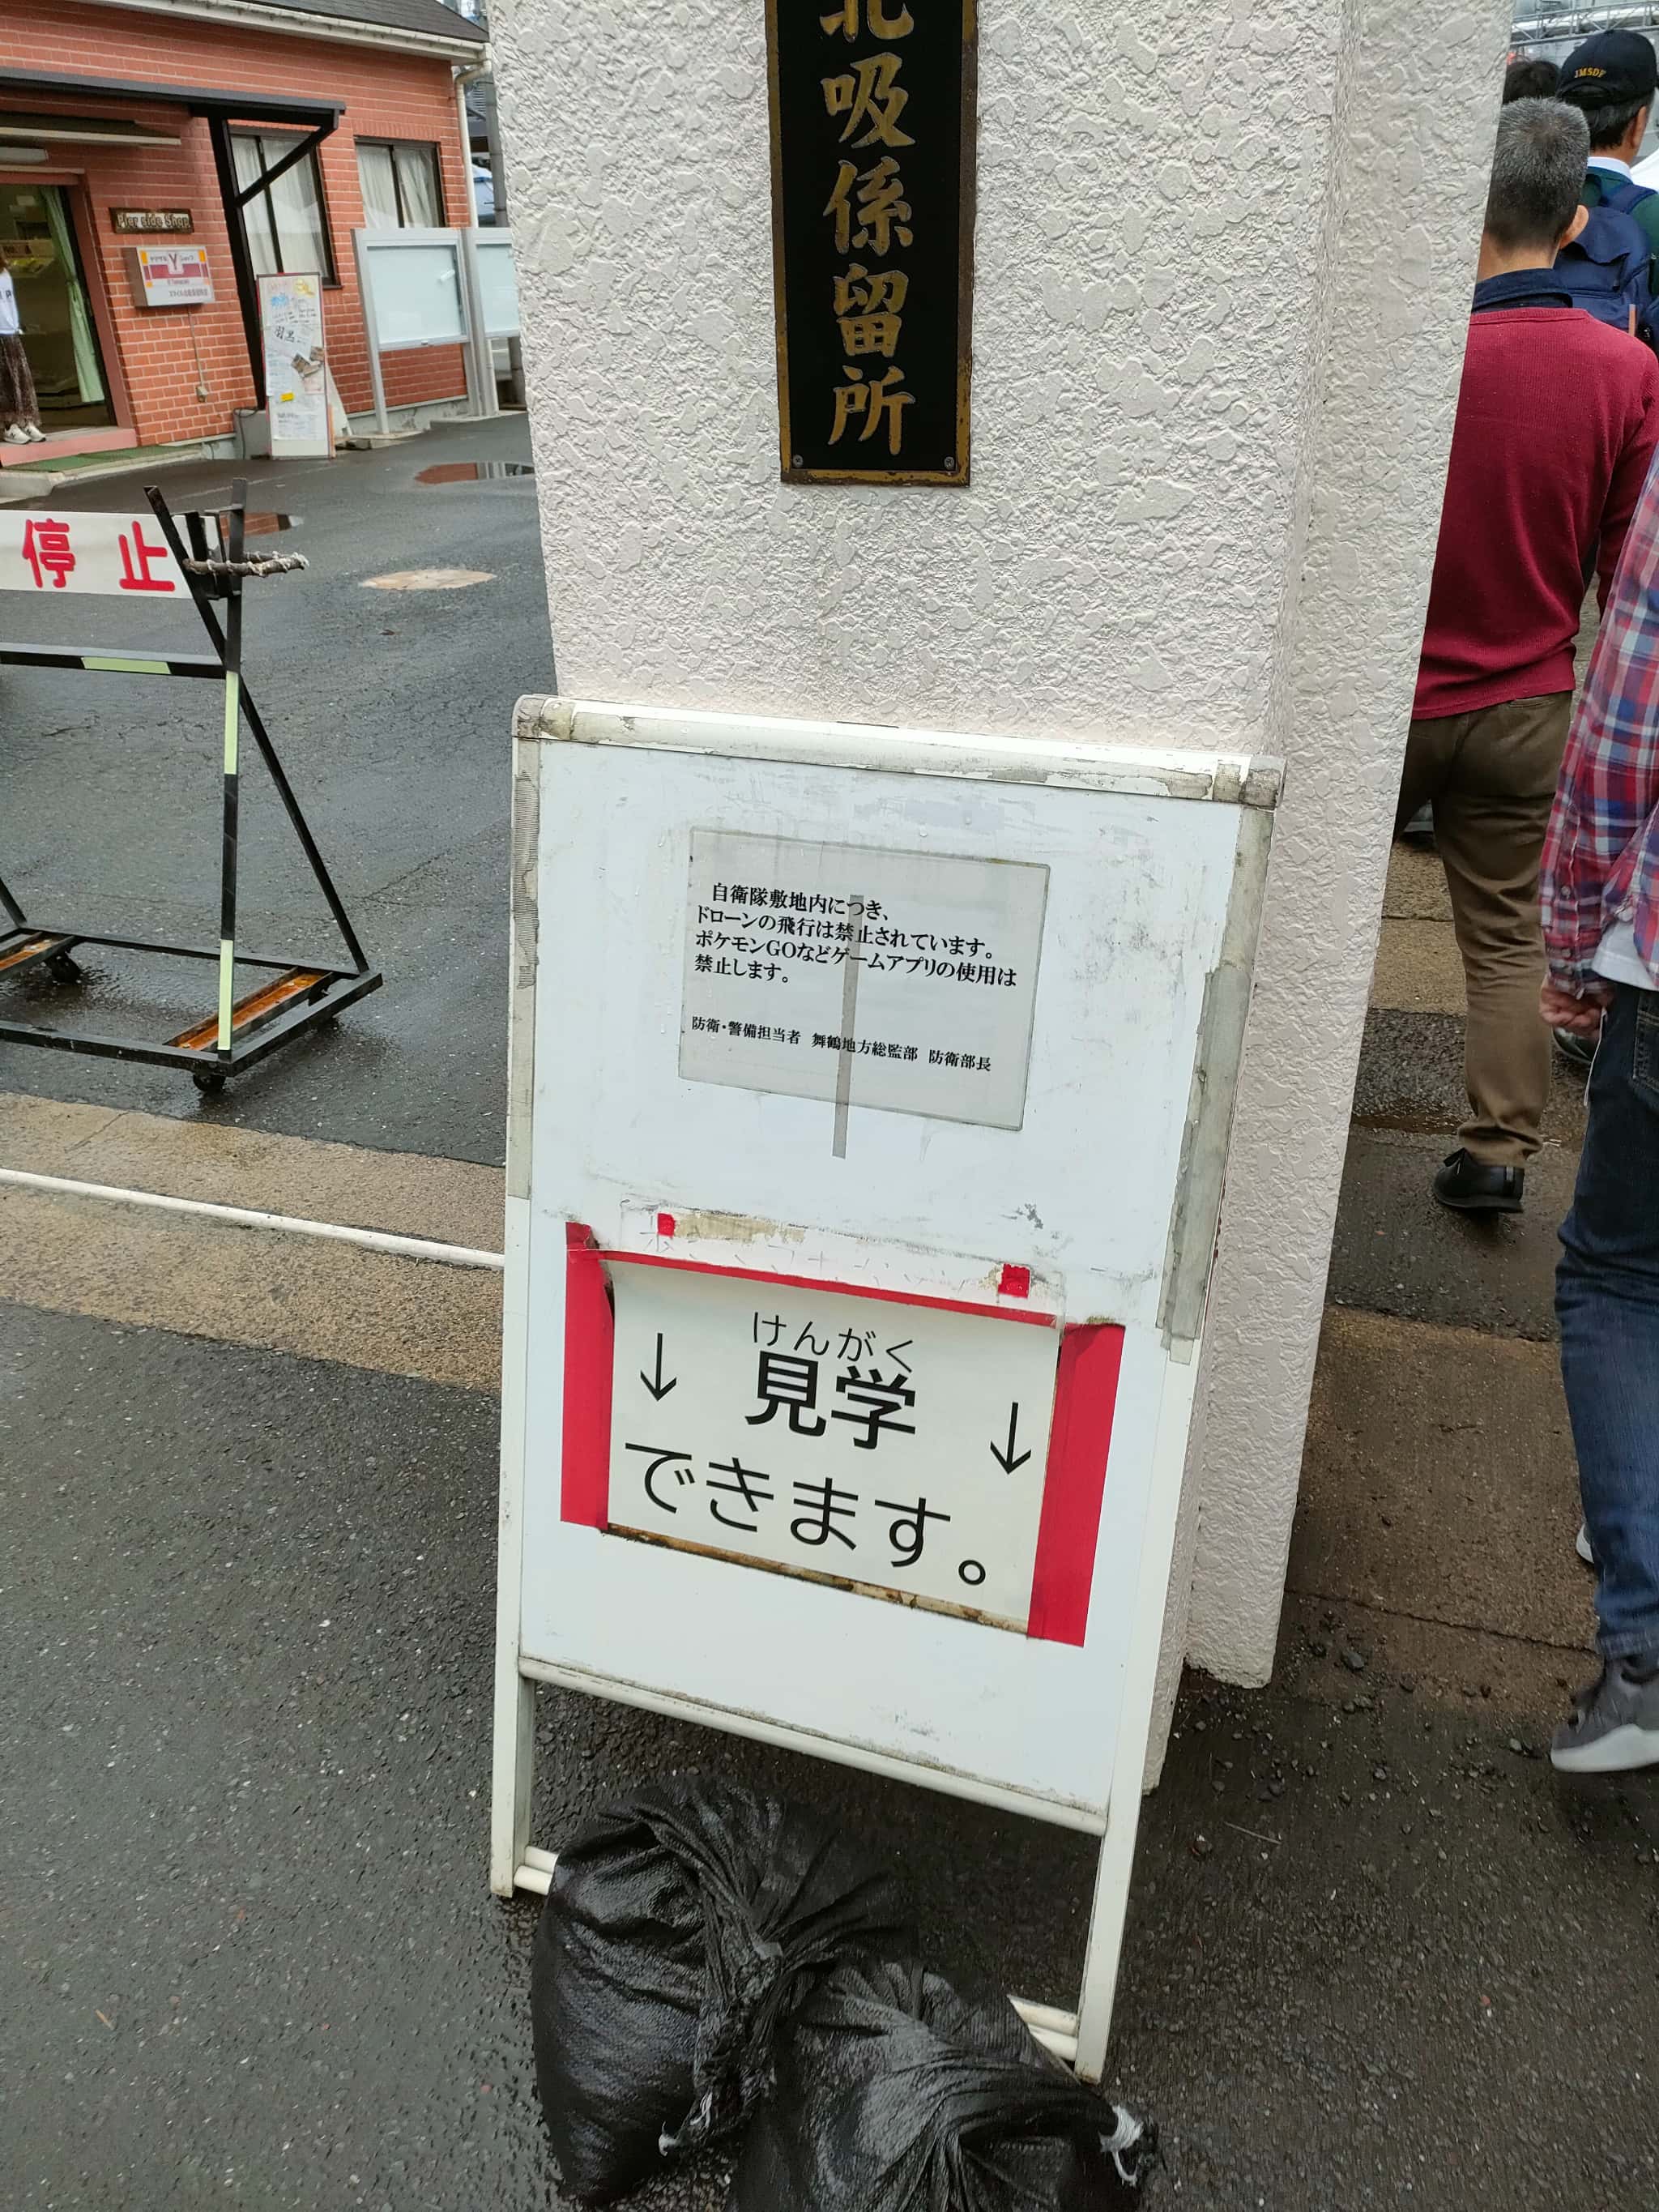 北吸係留所
JMSDF
Pier side Shop
停止
自衛隊敷地内につき、
ドローンの飛行は禁止されています。
ポケモンGOなどゲームアプリの使用は
禁止します。
防衛・警備担当者 舞鶴地方総監部 防衛部長
けんがく
↓ 見学 ↓
できます。